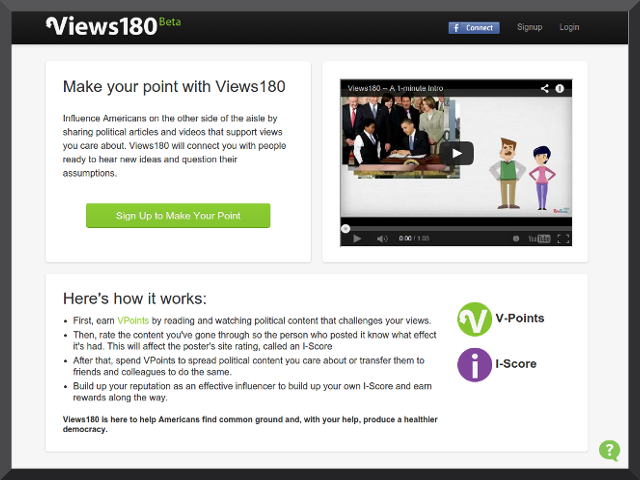 Views180 Beta
f Connect Signup Login
Make your point with Views180
Influence Americans on the other side of the aisle by
sharing political articles and videos that support views
you care about. Views180 will connect you with people
ready to hear new ideas and question their
assumptions.
Sign Up to Make Your Point
Views180 -- A 1-minute Intro
0:00 / 1:35
YouTube
Here's how it works:
First, earn VPoints by reading and watching political content that challenges your views.
Then, rate the content you've gone through so the person who posted it know what effect
it's had. This will affect the poster's site rating, called an I-Score
After that, spend VPoints to spread political content you care about or transfer them to
friends and colleagues to do the same.
Build up your reputation as an effective influencer to build up your own I-Score and earn
rewards along the way.
Views180 is here to help Americans find common ground and, with your help, produce a healthier
democracy.
V V-Points
i I-Score
?